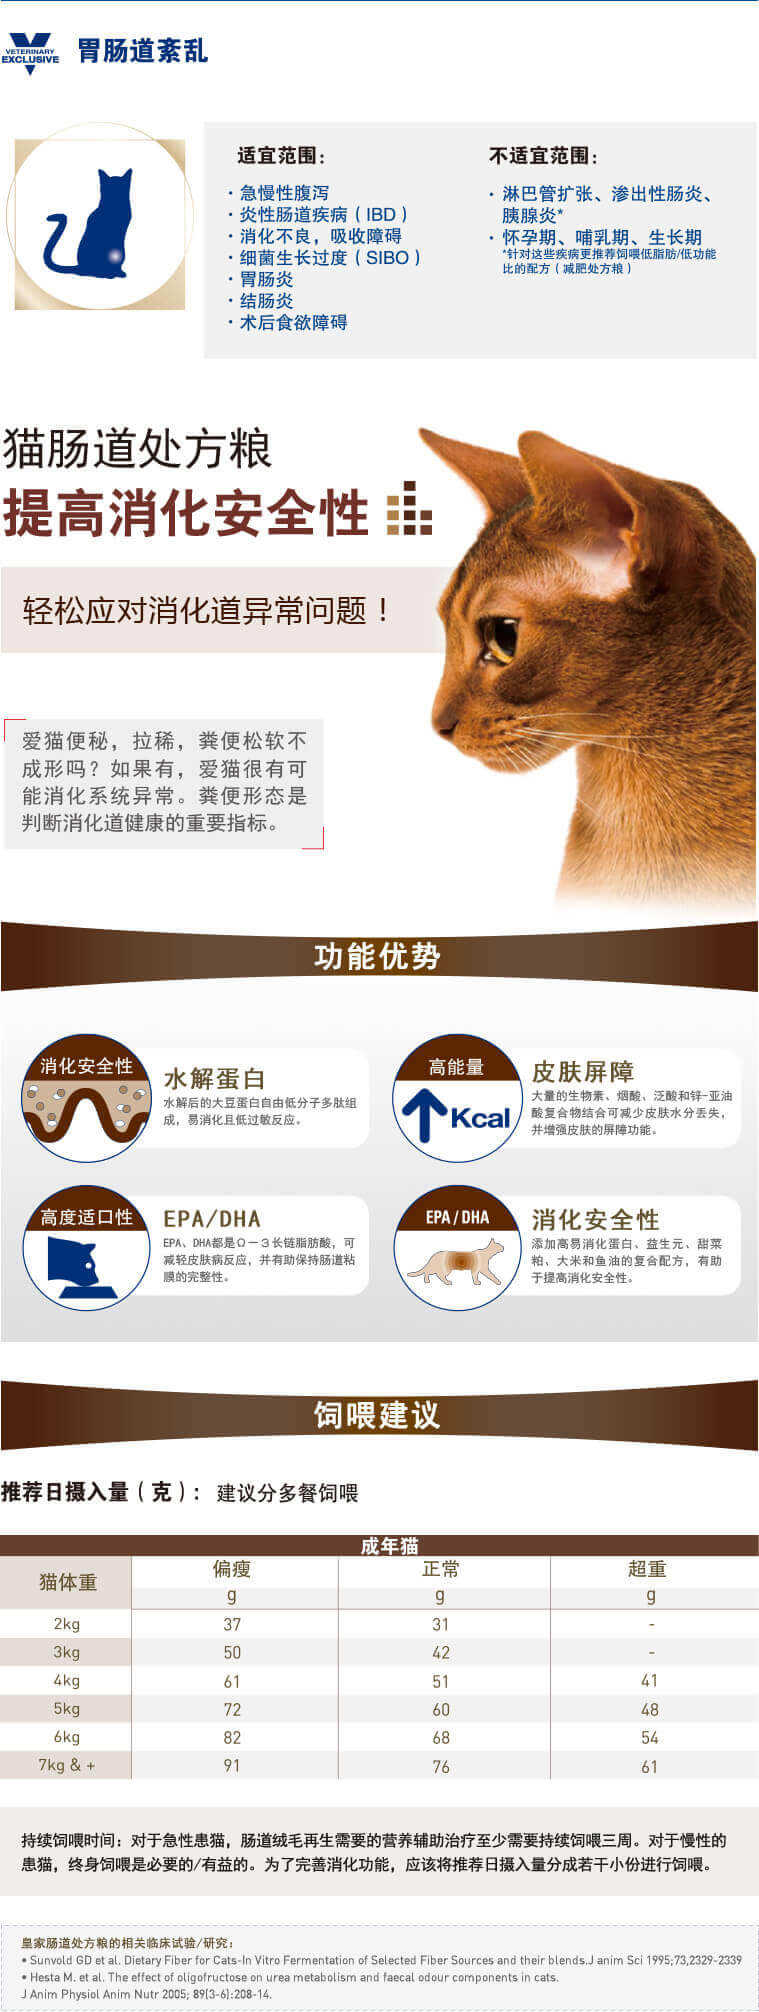 VETERINARY
EXCLUSIVE
胃肠道紊乱
适宜范围：
·急慢性腹泻
·炎性肠道疾病（IBD）
·消化不良，吸收障碍
·细菌生长过度（SIBO）
·胃肠炎
·结肠炎
·术后食欲障碍
不适宜范围：
·淋巴管扩张、渗出性肠炎、
胰腺炎*
·怀孕期、哺乳期、生长期
*针对这些疾病更推荐饲喂低脂肪/低功能
比的配方（减肥处方粮）
猫肠道处方粮
提高消化安全性
轻松应对消化道异常问题！
爱猫便秘，拉稀，粪便松软不
成形吗？如果有，爱猫很有可
能消化系统异常。粪便形态是
判断消化道健康的重要指标。
功能优势
消化安全性
水解蛋白
水解后的大豆蛋白自由低分子多肽组
成，易消化且低过敏反应。
高能量
Kcal
皮肤屏障
大量的生物素、烟酸、泛酸和锌-亚油
酸复合物结合可减少皮肤水分丢失，
并增强皮肤的屏障功能。
高度适口性
EPA/DHA
EPA、DHA都是Ω－3长链脂肪酸，可
减轻皮肤病反应，并有助保持肠道粘
膜的完整性。
EPA/DHA
消化安全性
添加高易消化蛋白、益生元、甜菜
粕、大米和鱼油的复合配方，有助
于提高消化安全性。
饲喂建议
推荐日摄入量（克）：建议分多餐饲喂
成年猫
猫体重 偏瘦 正常 超重
g g g
2kg 37 31 -
3kg 50 42 -
4kg 61 51 41
5kg 72 60 48
6kg 82 68 54
7kg & + 91 76 61
持续饲喂时间：对于急性患猫，肠道绒毛再生需要的营养辅助治疗至少需要持续饲喂三周。对于慢性的
患猫，终身饲喂是必要的/有益的。为了完善消化功能，应该将推荐日摄入量分成若干小份进行饲喂。
皇家肠道处方粮的相关临床试验/研究：
• Sunvold GD et al. Dietary Fiber for Cats-In Vitro Fermentation of Selected Fiber Sources and their blends.J anim Sci 1995;73,2329-2339
• Hesta M. et al. The effect of oligofructose on urea metabolism and faecal odour components in cats.
J Anim Physiol Anim Nutr 2005; 89(3-6):208-14.